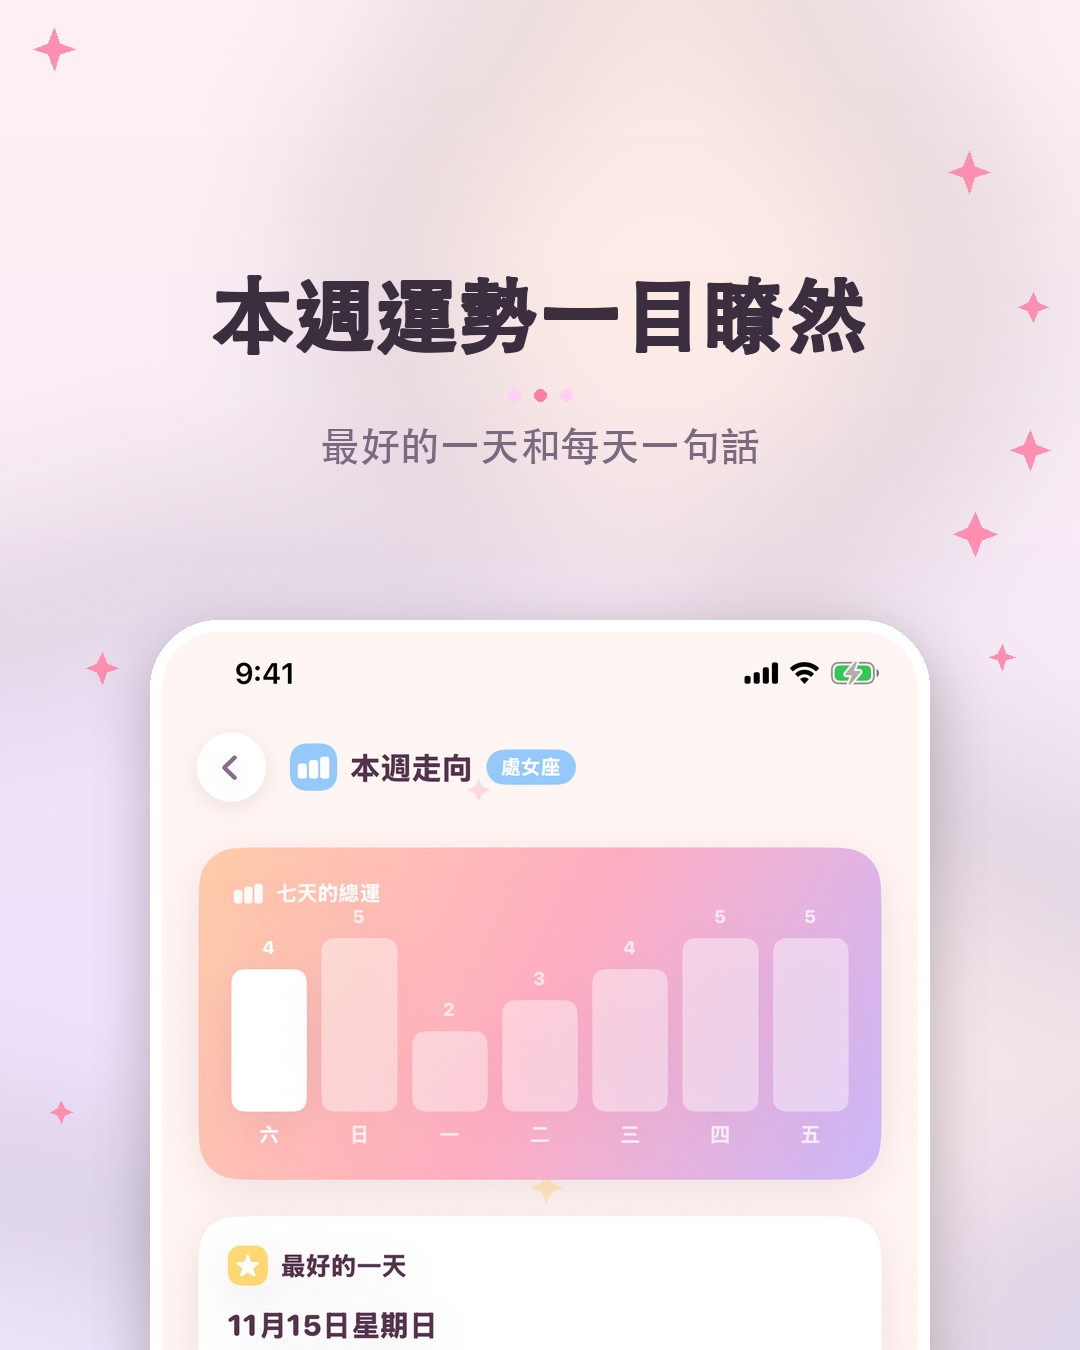 本週運勢一目瞭然
最好的一天和每天一句話
9:41
本週走向 處女座
七天的總運
4 5 2 3 4 5 5
六 日 一 二 三 四 五
最好的一天
11月15日星期日